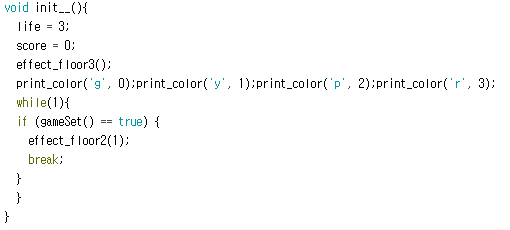 void init__(){
life = 3;
score = 0;
effect_floor3();
print_color('g', 0);print_color('y', 1);print_color('p', 2);print_color('r', 3);
while(1){
if (gameSet() == true) {
effect_floor2(1);
break;
}
}
}